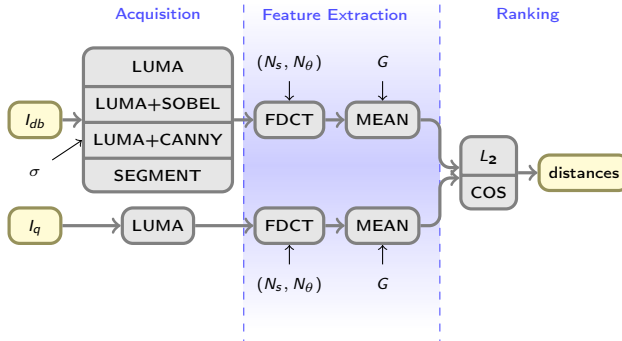 Acquisition Feature Extraction Ranking
LUMA
LUMA+SOBEL
LUMA+CANNY
SEGMENT
I_db
σ
(N_s, N_θ) G
FDCT MEAN
L_2
COS
distances
I_q LUMA FDCT MEAN
(N_s, N_θ) G